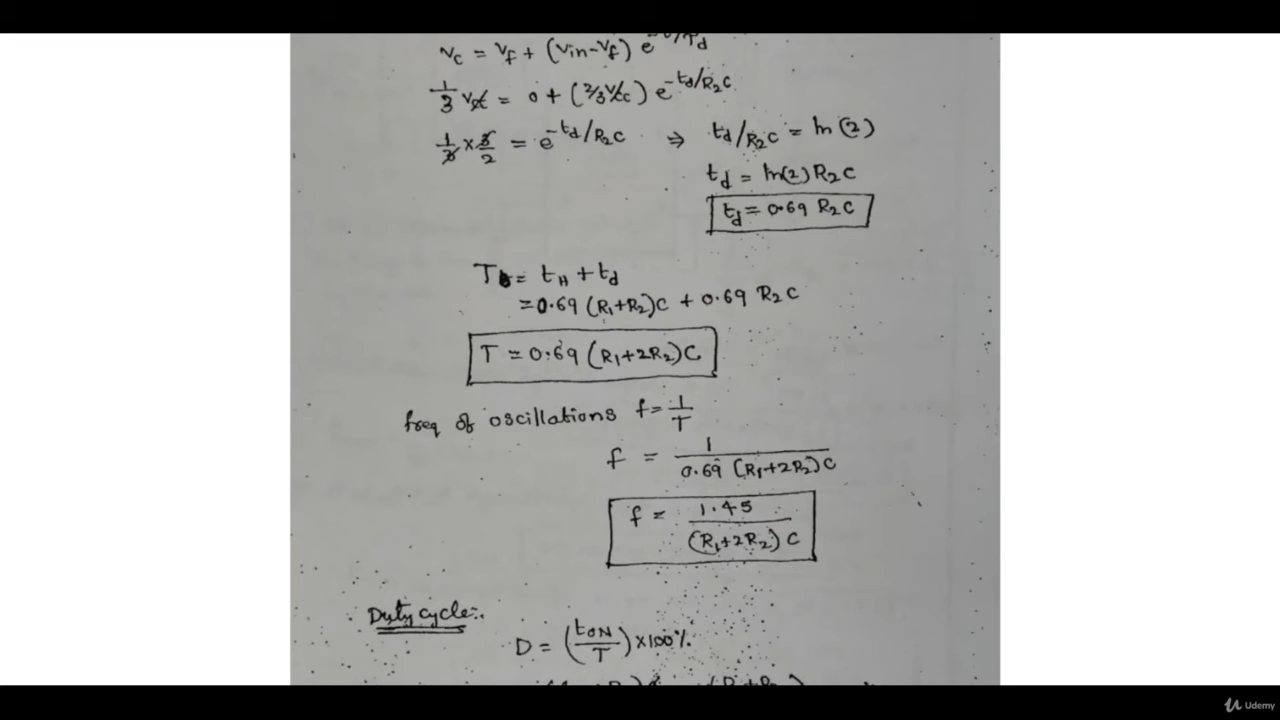 Vc = Vf + (Vin-Vf) e^-t/τd
1/3 Vcc = 0 + (2/3 Vcc) e^-td/R2C
1/3 × 3/2 = e^-td/R2C ⇒ td/R2C = ln(2)
td = ln(2) R2C
td = 0.69 R2C
T = tH + td
= 0.69 (R1+R2)C + 0.69 R2C
T = 0.69 (R1+2R2)C
freq of oscillations f = 1/T
f = 1/0.69 (R1+2R2)C
f = 1.45/(R1+2R2)C
Duty cycle:.
D = (tON/T) × 100%.
Udemy